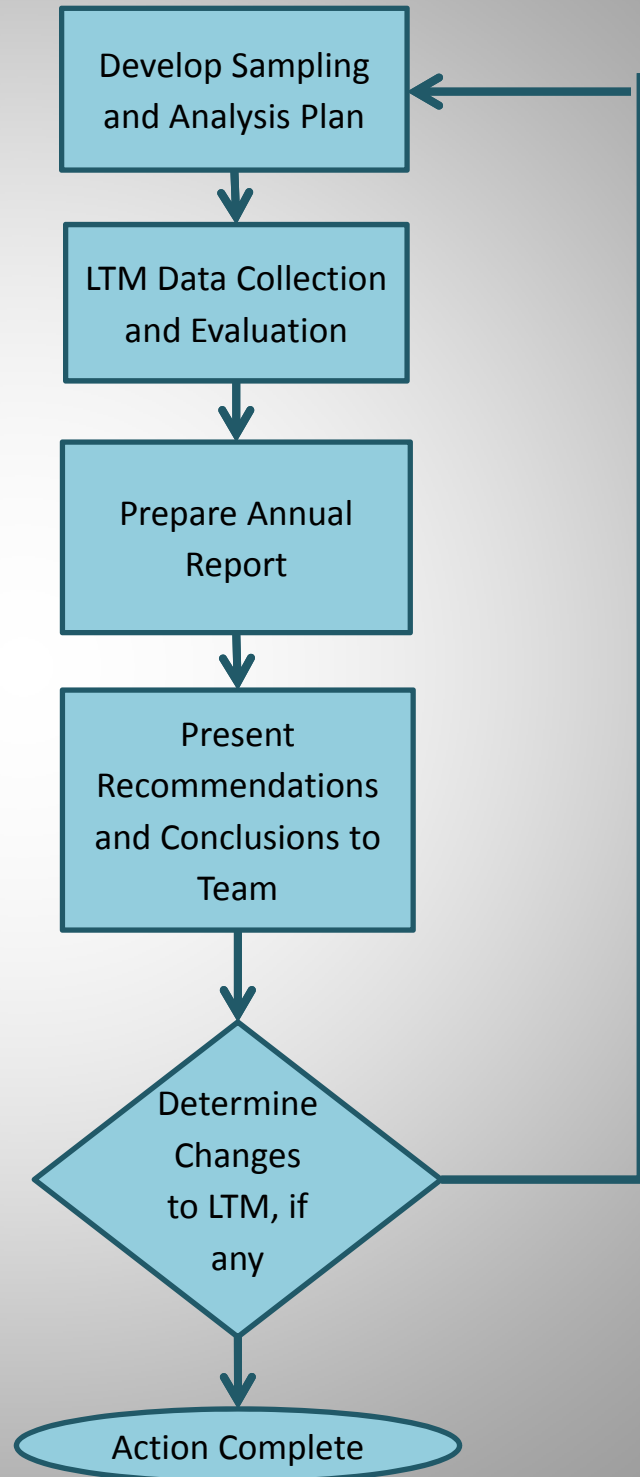 Develop Sampling
and Analysis Plan
LTM Data Collection
and Evaluation
Prepare Annual
Report
Present
Recommendations
and Conclusions to
Team
Determine
Changes
to LTM, if
any
Action Complete